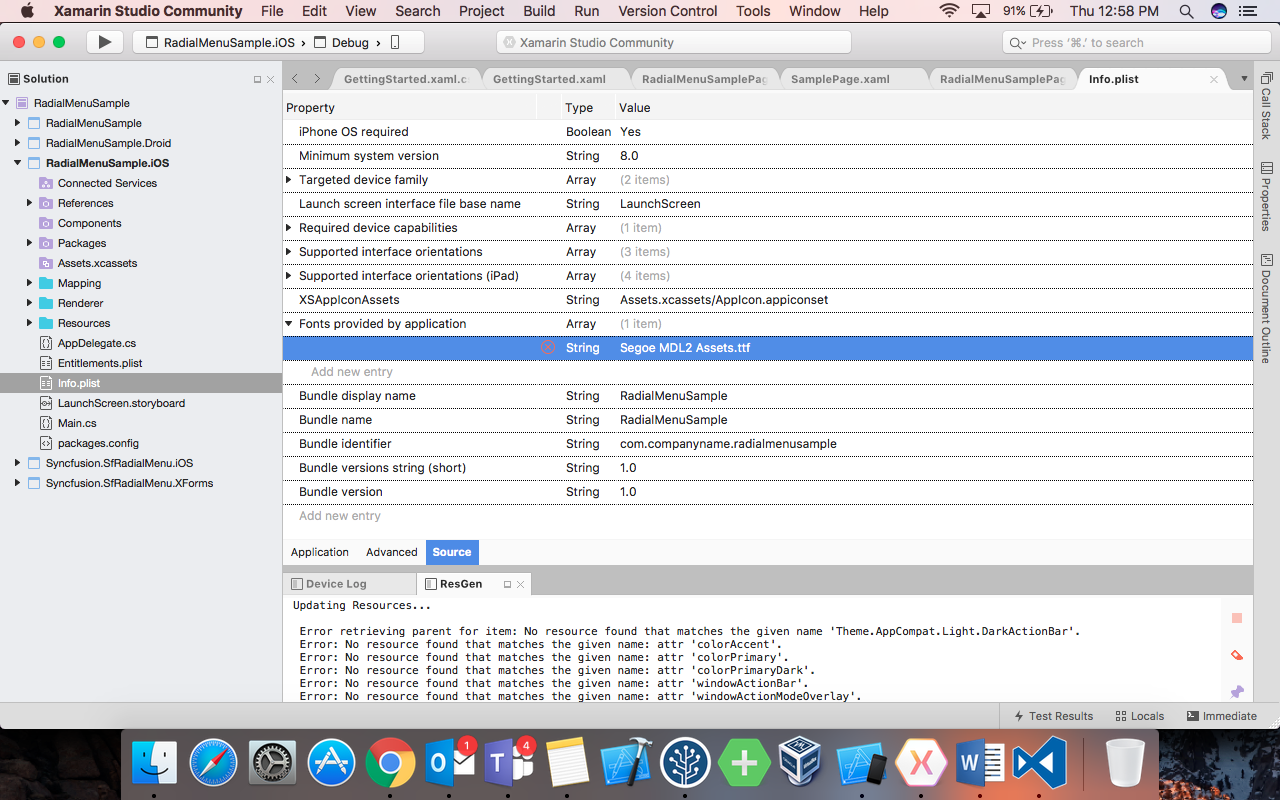 Xamarin Studio Community File Edit View Search Project Build Run Version Control Tools Window Help 91% Thu 12:58 PM
RadialMenuSample.iOS › Debug › Xamarin Studio Community Press ‘⌘.’ to search
Solution
RadialMenuSample
RadialMenuSample
RadialMenuSample.Droid
RadialMenuSample.iOS
Connected Services
References
Components
Packages
Assets.xcassets
Mapping
Renderer
Resources
AppDelegate.cs
Entitlements.plist
Info.plist
LaunchScreen.storyboard
Main.cs
packages.config
Syncfusion.SfRadialMenu.iOS
Syncfusion.SfRadialMenu.XForms
GettingStarted.xaml.c GettingStarted.xaml RadialMenuSamplePag SamplePage.xaml RadialMenuSamplePag Info.plist
Property Type Value
iPhone OS required Boolean Yes
Minimum system version String 8.0
Targeted device family Array (2 items)
Launch screen interface file base name String LaunchScreen
Required device capabilities Array (1 item)
Supported interface orientations Array (3 items)
Supported interface orientations (iPad) Array (4 items)
XSAppIconAssets String Assets.xcassets/AppIcon.appiconset
Fonts provided by application Array (1 item)
String Segoe MDL2 Assets.ttf
Add new entry
Bundle display name String RadialMenuSample
Bundle name String RadialMenuSample
Bundle identifier String com.companyname.radialmenusample
Bundle versions string (short) String 1.0
Bundle version String 1.0
Add new entry
Application Advanced Source
Device Log ResGen
Updating Resources...
Error retrieving parent for item: No resource found that matches the given name 'Theme.AppCompat.Light.DarkActionBar'.
Error: No resource found that matches the given name: attr 'colorAccent'.
Error: No resource found that matches the given name: attr 'colorPrimary'.
Error: No resource found that matches the given name: attr 'colorPrimaryDark'.
Error: No resource found that matches the given name: attr 'windowActionBar'.
Error: No resource found that matches the given name: attr 'windowActionModeOverlay'.
Call Stack
Properties
Document Outline
Test Results Locals Immediate
1 4